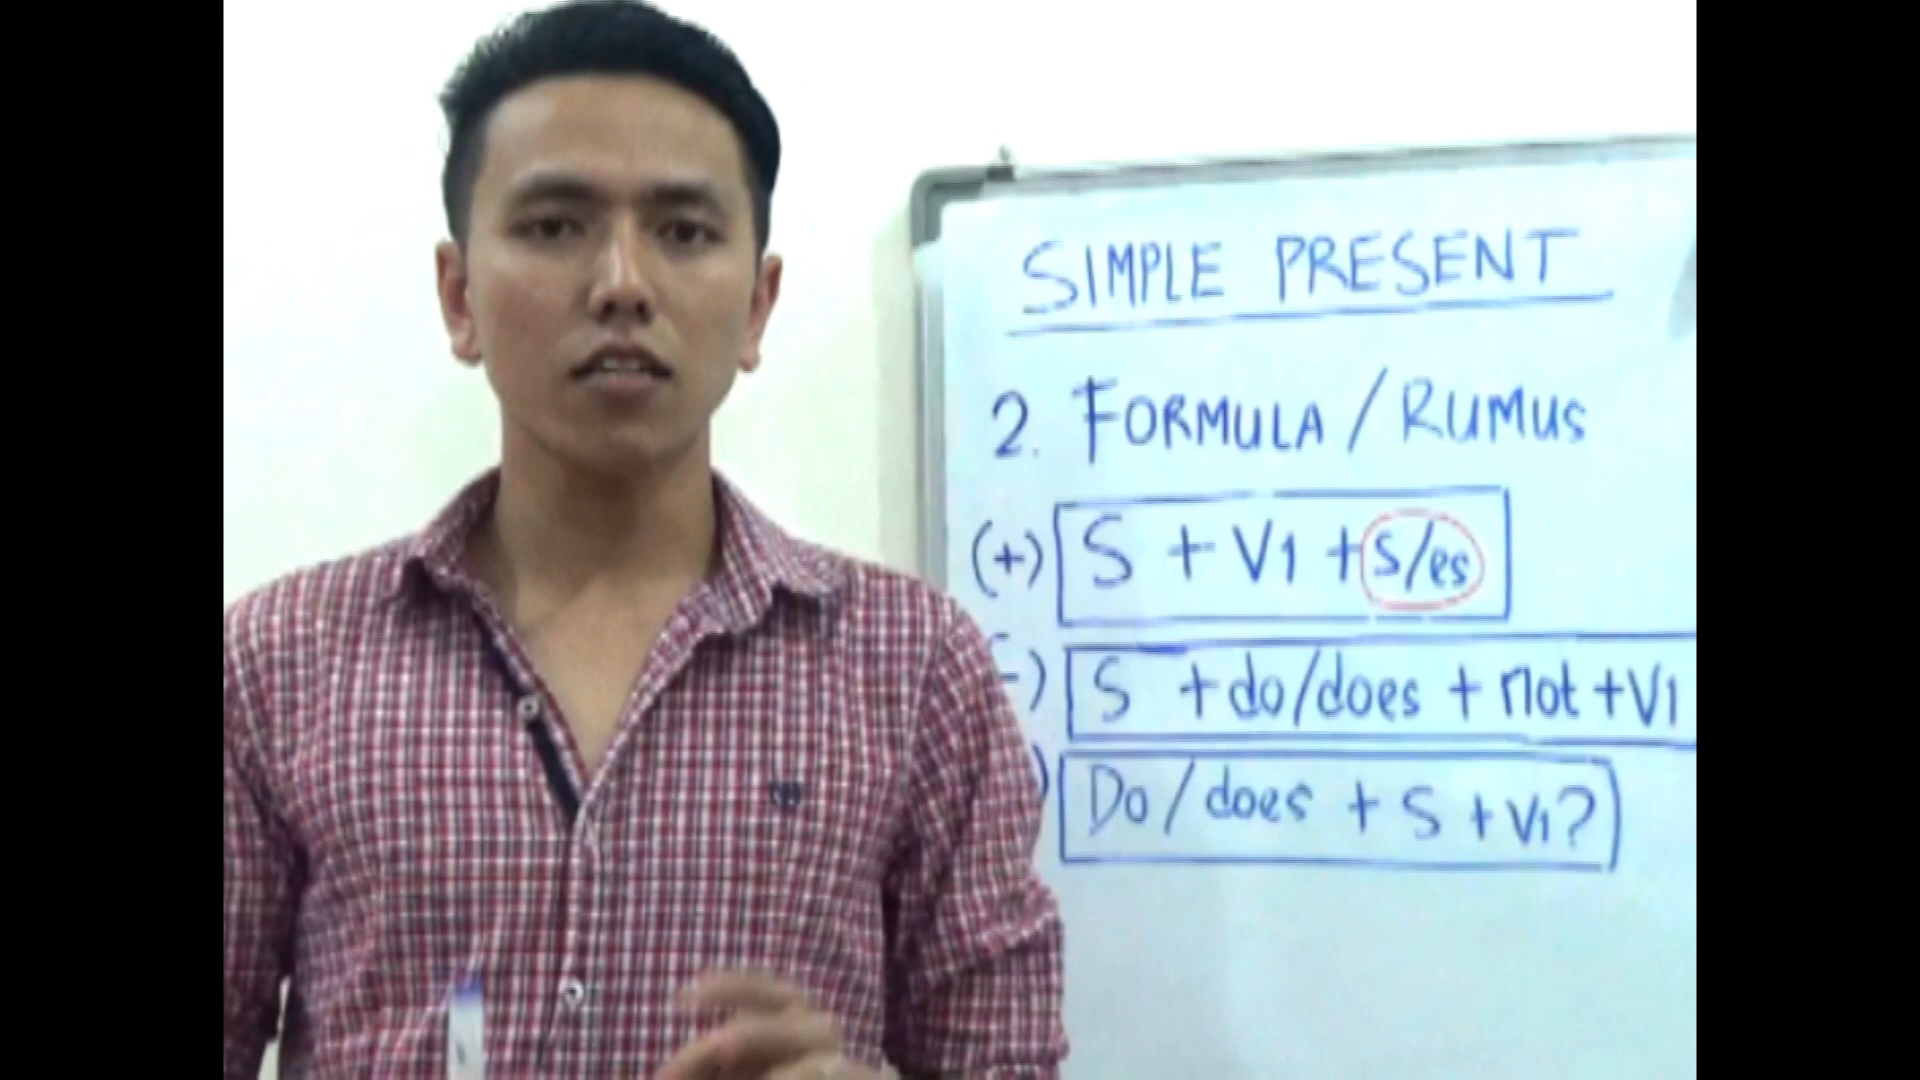 SIMPLE PRESENT
2. FORMULA / RUMUS
(+) S + V1 + s/es
-) S + do/does + not + V1
) Do/does + S + V1?